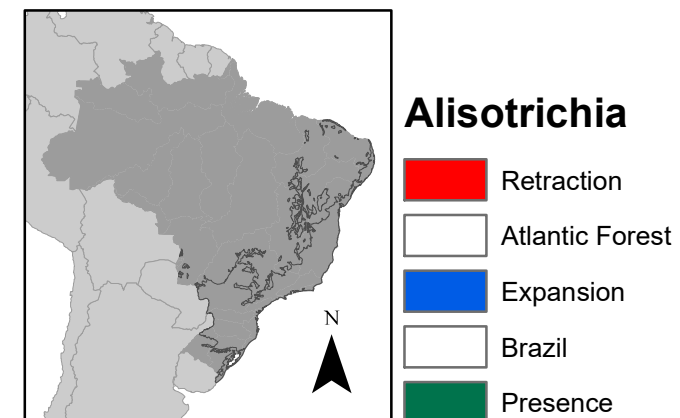 Alisotrichia
Retraction
Atlantic Forest
Expansion
Brazil
Presence
N